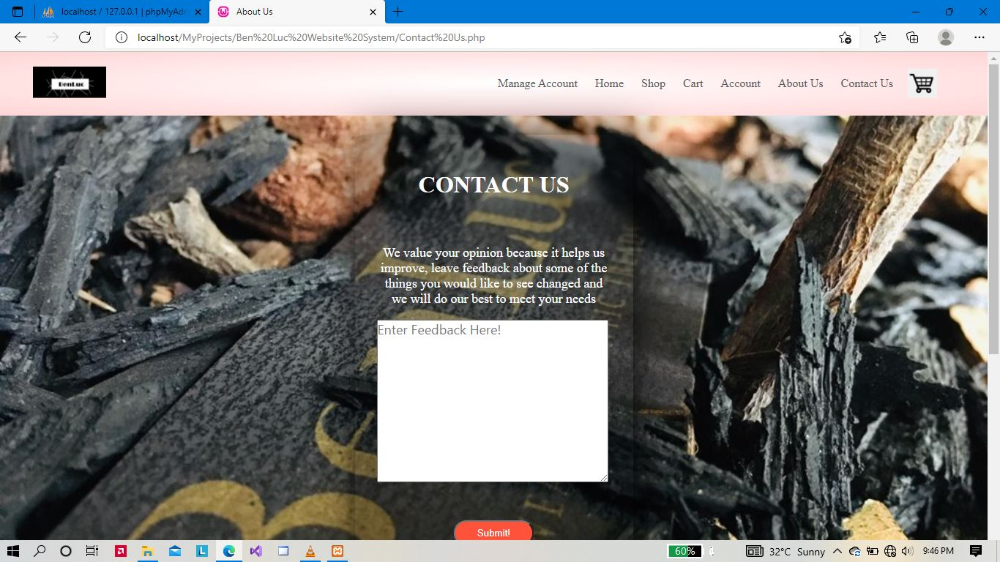 localhost / 127.0.0.1 | phpMyAdm
About Us
localhost/MyProjects/Ben%20Luc%20Website%20System/Contact%20Us.php
BenLuc
Manage Account
Home
Shop
Cart
Account
About Us
Contact Us
CONTACT US
We value your opinion because it helps us
improve, leave feedback about some of the
things you would like to see changed and
we will do our best to meet your needs
Enter Feedback Here!
Submit!
60%
32°C Sunny
9:46 PM